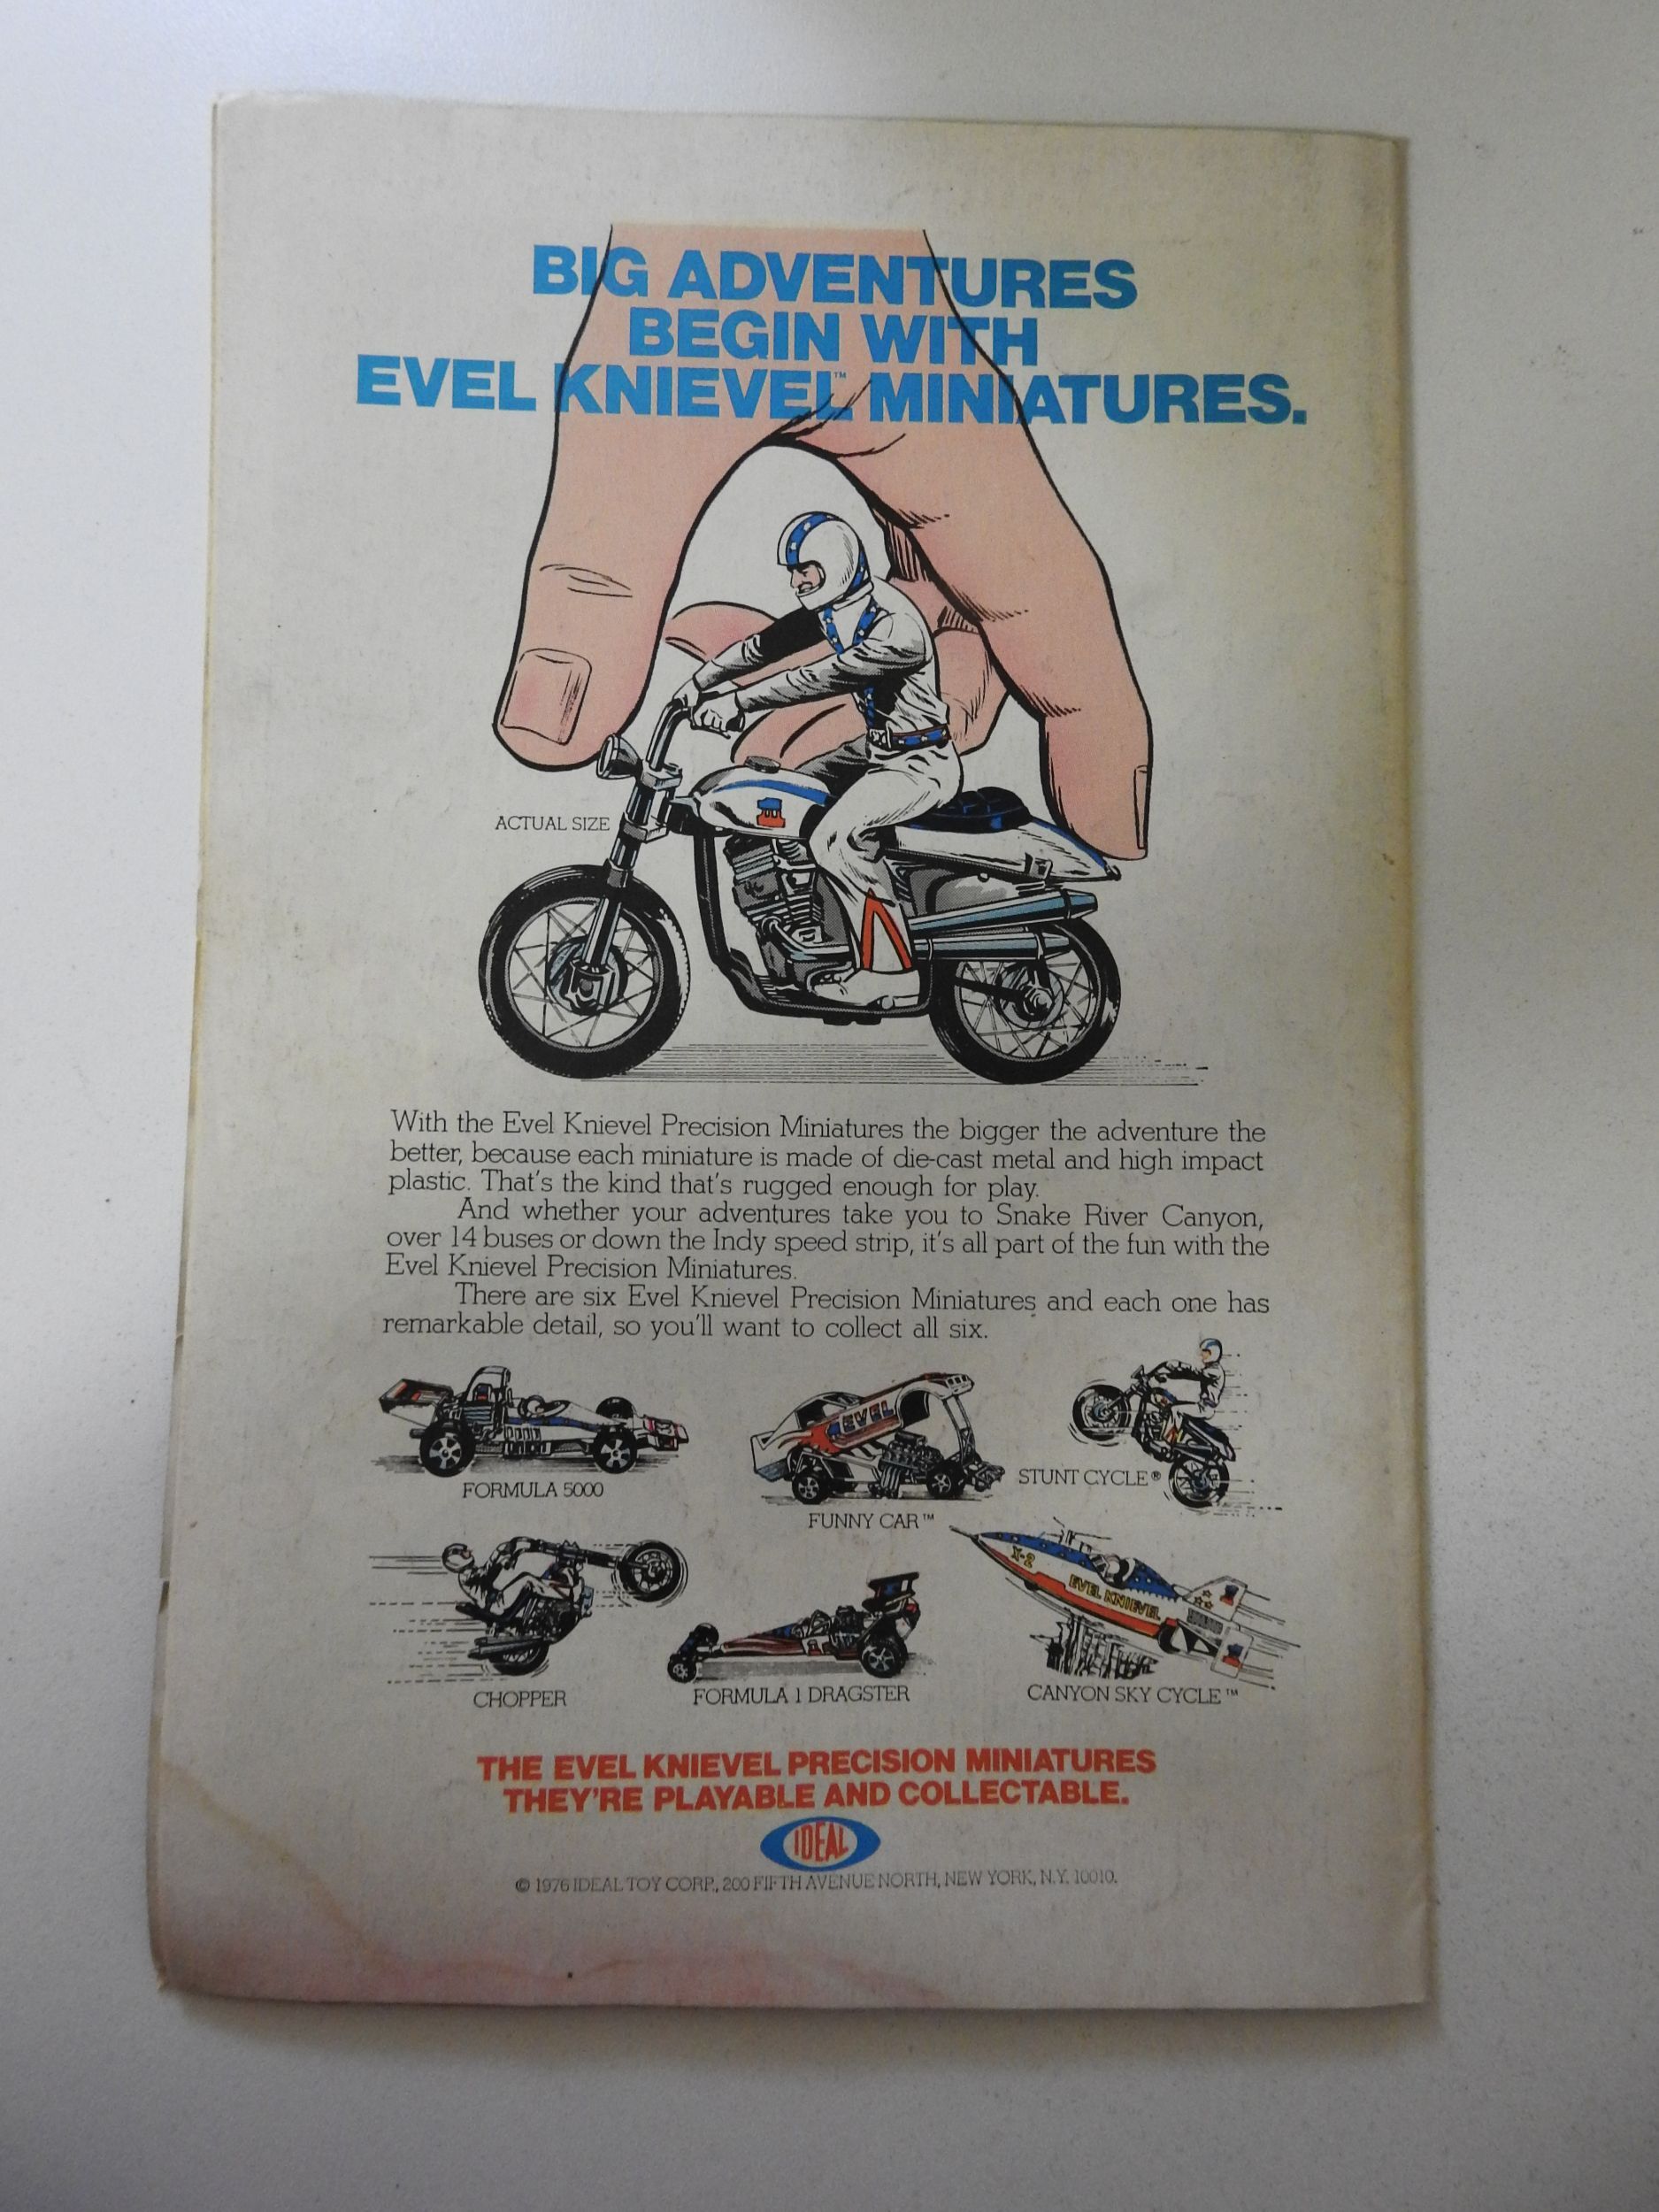 BIG ADVENTURES
BEGIN WITH
EVEL KNIEVEL™ MINIATURES.
ACTUAL SIZE
With the Evel Knievel Precision Miniatures the bigger the adventure the
better, because each miniature is made of die-cast metal and high impact
plastic. That's the kind that's rugged enough for play.
And whether your adventures take you to Snake River Canyon,
over 14 buses or down the Indy speed strip, it's all part of the fun with the
Evel Knievel Precision Miniatures.
There are six Evel Knievel Precision Miniatures and each one has
remarkable detail, so you'll want to collect all six.
EVEL
FORMULA 5000
FUNNY CAR™
STUNT CYCLE®
X-2
EVEL KNIEVEL
CHOPPER
FORMULA 1 DRAGSTER
CANYON SKY CYCLE™
THE EVEL KNIEVEL PRECISION MINIATURES
THEY'RE PLAYABLE AND COLLECTABLE.
IDEAL
© 1976 IDEAL TOY CORP., 200 FIFTH AVENUE NORTH, NEW YORK, N.Y. 10010.